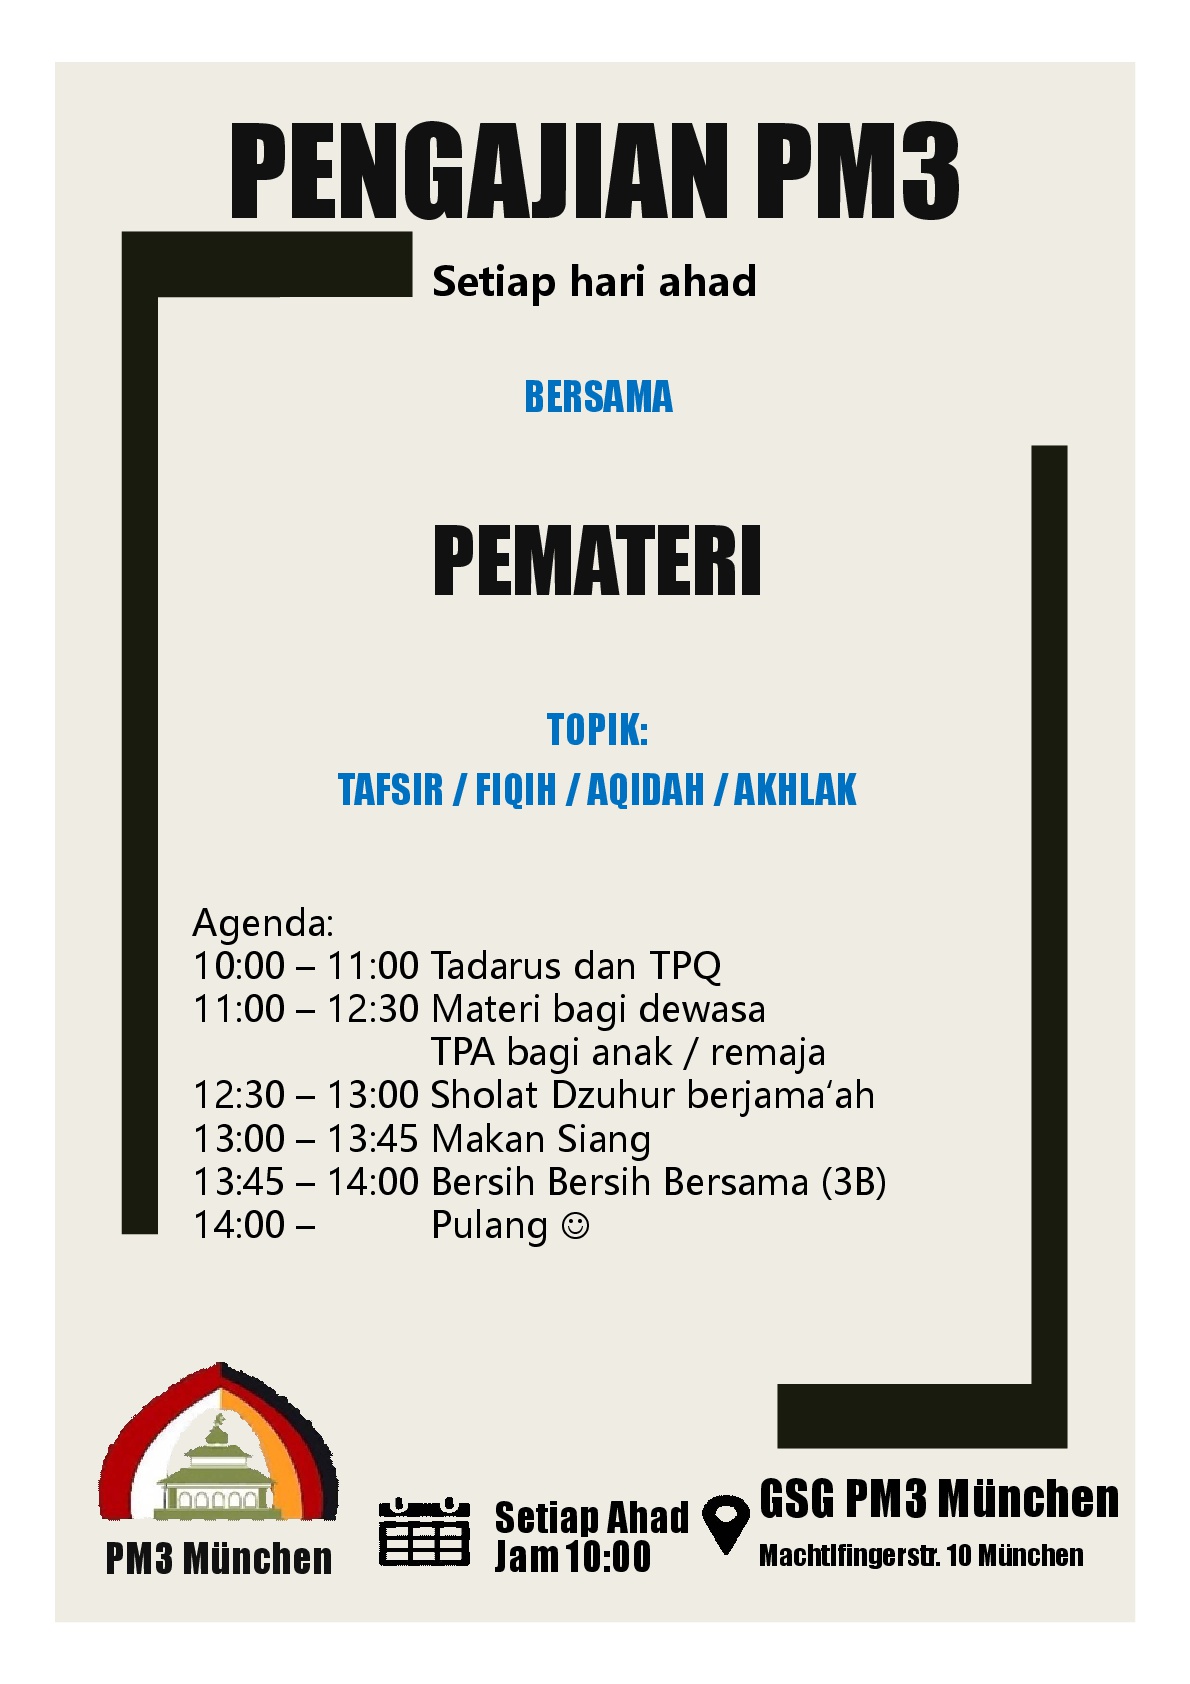 PENGAJIAN PM3
Setiap hari ahad
BERSAMA
PEMATERI
TOPIK:
TAFSIR / FIQIH / AQIDAH / AKHLAK
Agenda:
10:00 – 11:00 Tadarus dan TPQ
11:00 – 12:30 Materi bagi dewasa
TPA bagi anak / remaja
12:30 – 13:00 Sholat Dzuhur berjama‘ah
13:00 – 13:45 Makan Siang
13:45 – 14:00 Bersih Bersih Bersama (3B)
14:00 – Pulang ☺
PM3 München
Setiap Ahad
Jam 10:00
GSG PM3 München
Machtlfingerstr. 10 München